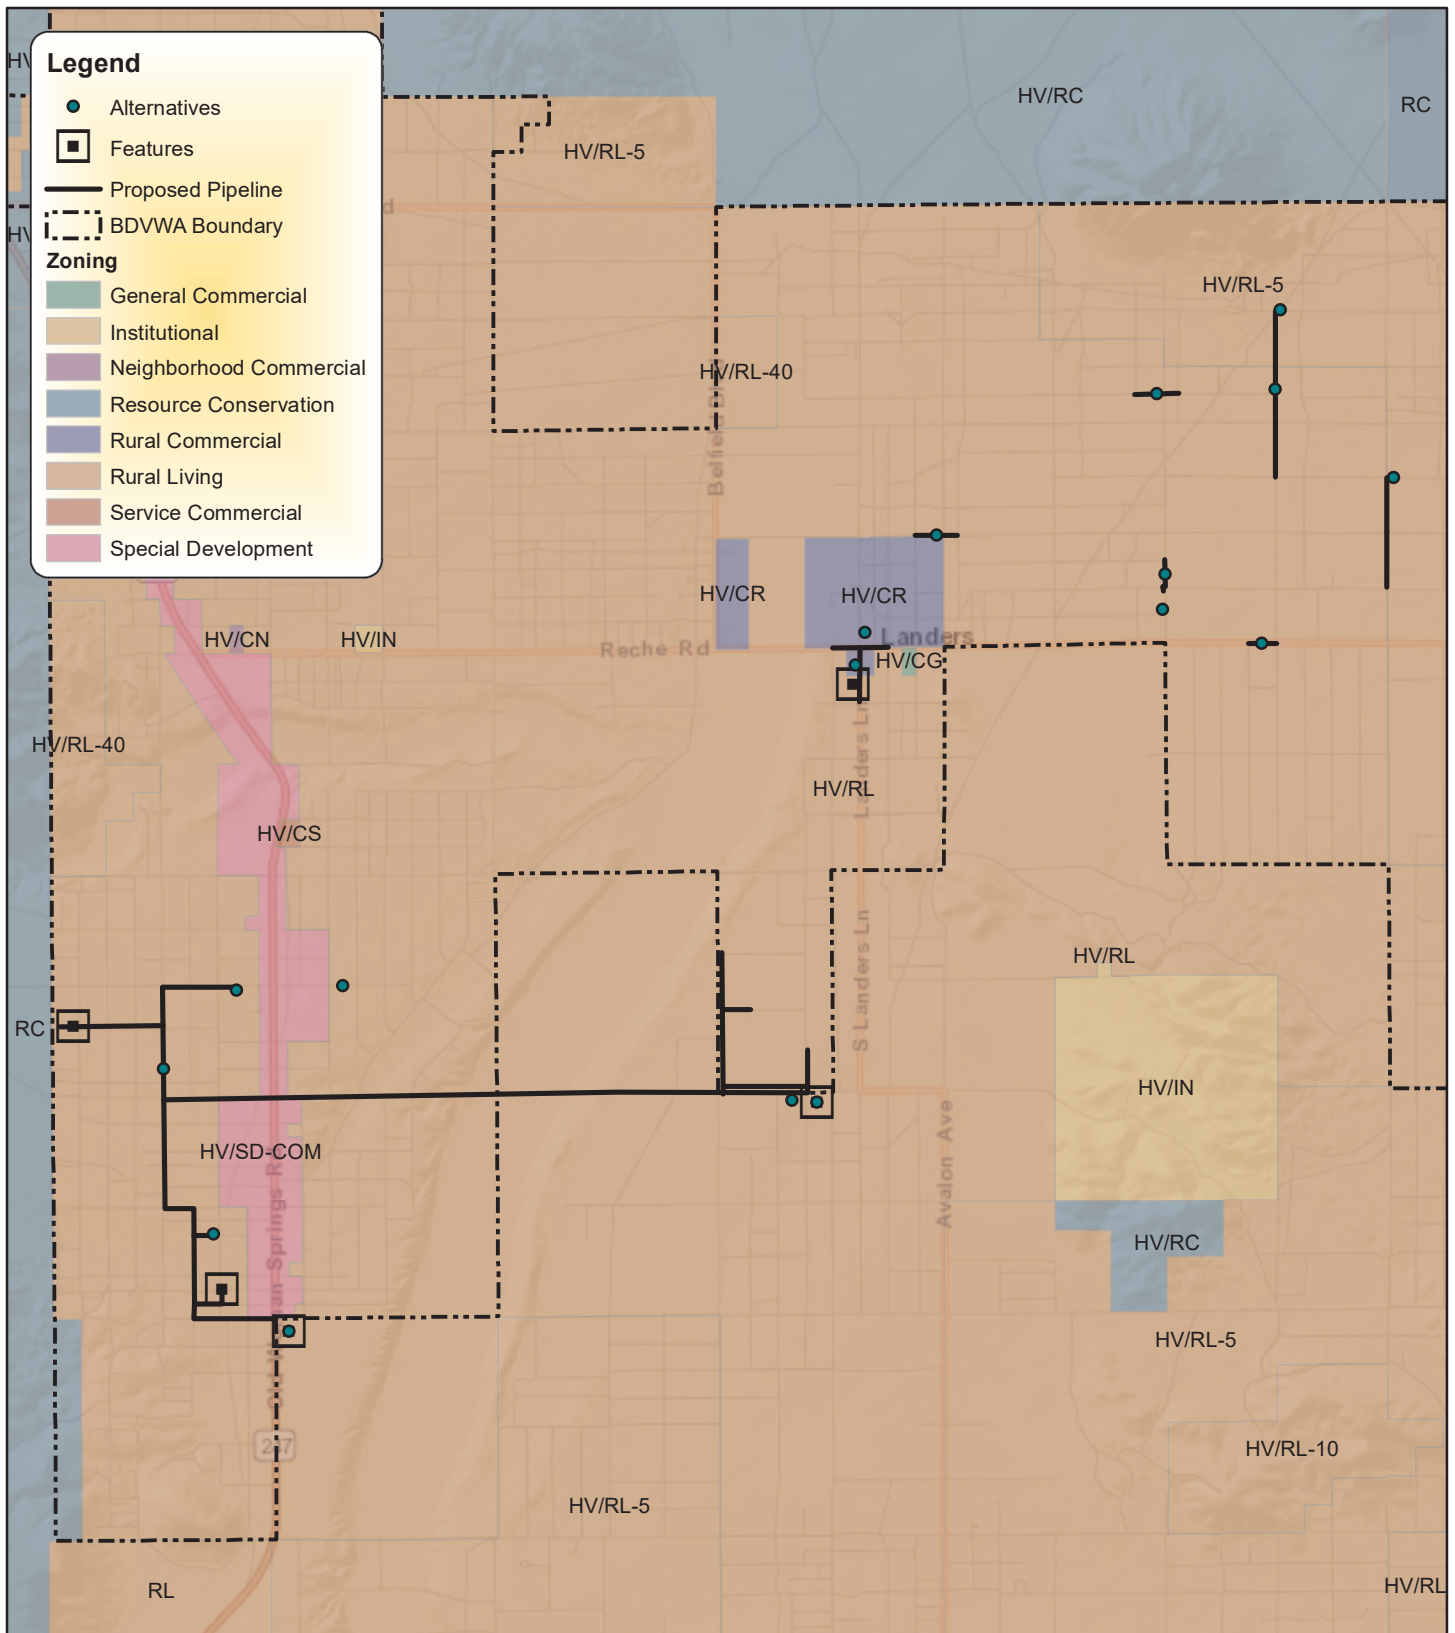 Legend
Alternatives
Features
Proposed Pipeline
BDVWA Boundary
Zoning
General Commercial
Institutional
Neighborhood Commercial
Resource Conservation
Rural Commercial
Rural Living
Service Commercial
Special Development
HV/RC
RC
HV/RL-5
HV/RL-5
HV/RL-40
HV/CR
HV/CR
HV/CN
HV/IN
Reche Rd
Landers
HV/CG
HV/RL-40
Landers Ln
HV/RL
HV/CS
HV/RL
S Landers Ln
RC
HV/IN
HV/SD-COM
Avalon Ave
HV/RC
HV/RL-5
247
HV/RL-10
HV/RL-5
RL
HV/RL